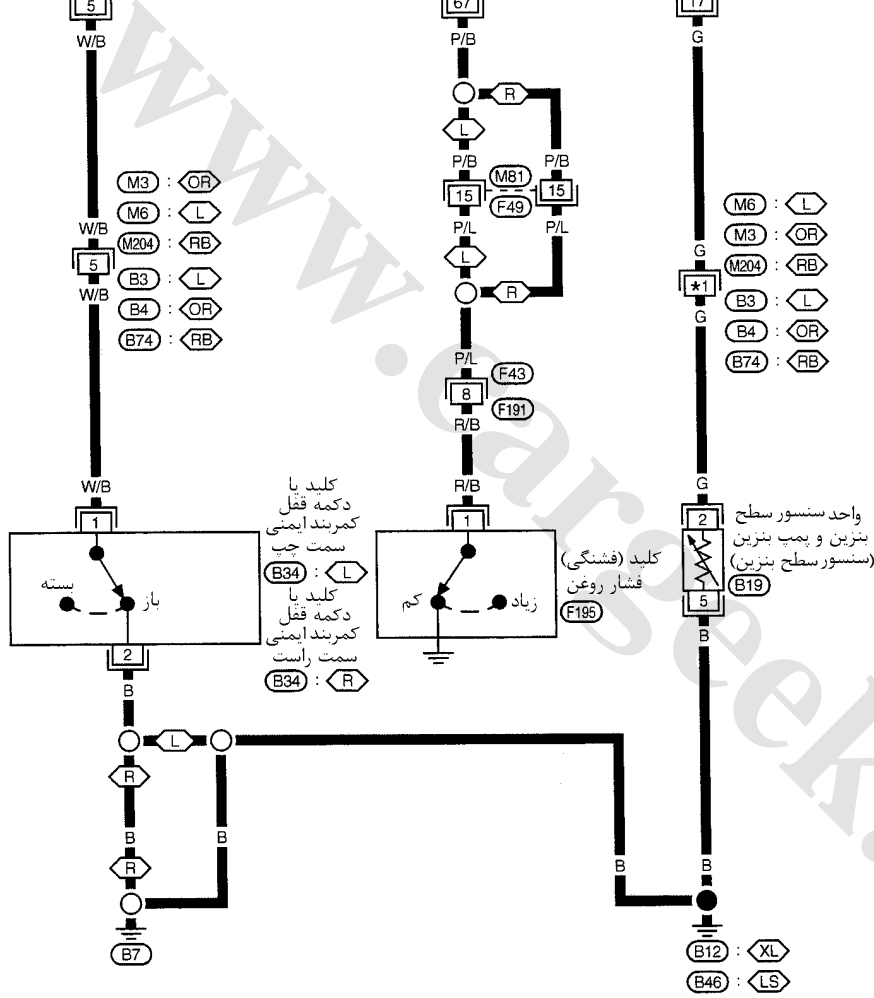 5
67
17
W/B
P/B
G
R
L
P/B
P/B
M81
15
15
F49
P/L
P/L
L
R
M3 : OR
M6 : L
M204 : RB
W/B
5
W/B
B3 : L
B4 : OR
B74 : RB
M6 : L
M3 : OR
M204 : RB
G
*1
G
B3 : L
B4 : OR
B74 : RB
P/L
F43
8
F191
R/B
W/B
R/B
G
1
1
2
5
کلید یا
دکمه قفل
کمربند ایمنی
سمت چپ
B34 : L
کلید یا
دکمه قفل
کمربند ایمنی
سمت راست
B34 : R
بسته
باز
2
کلید (فشنگی)
فشار روغن
F195
کم
زیاد
واحد سنسور سطح
بنزین و پمپ بنزین
(سنسور سطح بنزین)
B19
B
B
L
R
B
B
R
B
B
B7
B12 : XL
B46 : LS
www.cargeek.